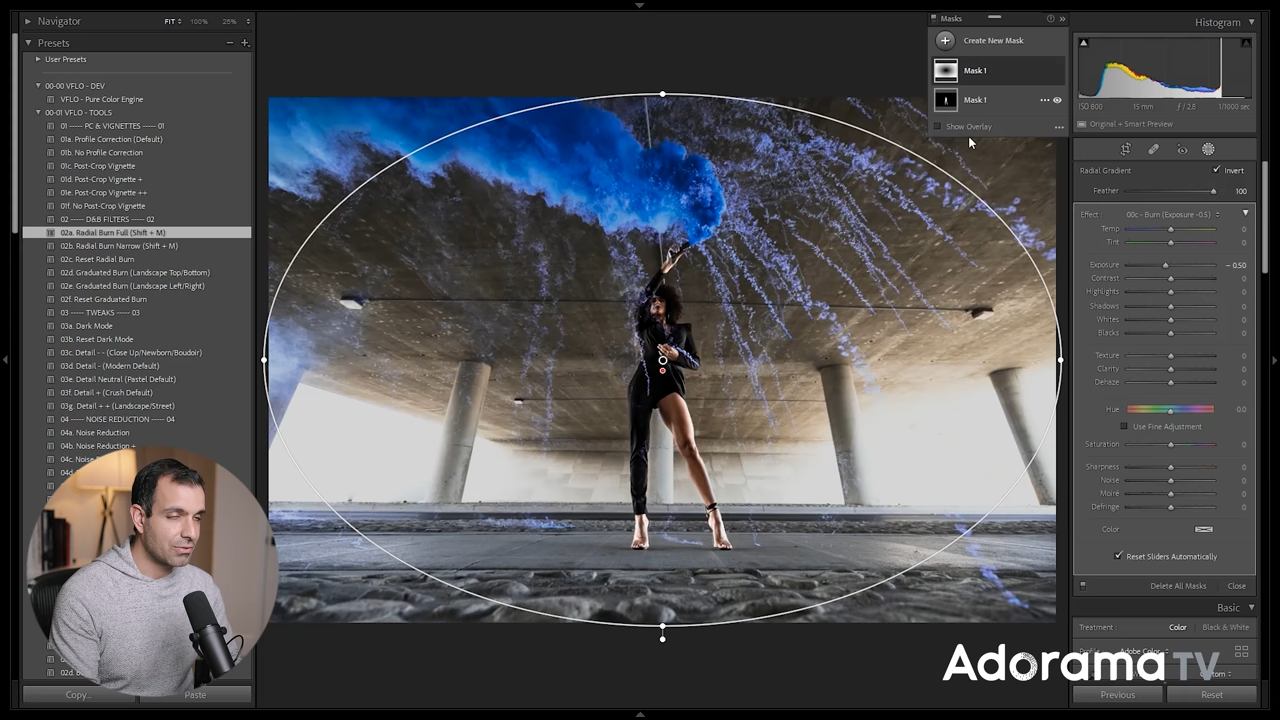 Navigator
FIT 100% 25%
Presets
User Presets
00-00 VFLO - DEV
VFLO - Pure Color Engine
00-01 VFLO - TOOLS
01 ----- PC & VIGNETTES ----- 01
01a. Profile Correction (Default)
01b. No Profile Correction
01c. Post-Crop Vignette
01d. Post-Crop Vignette +
01e. Post-Crop Vignette ++
01f. No Post-Crop Vignette
02 ----- D&B FILTERS ----- 02
02a. Radial Burn Full (Shift + M)
02b. Radial Burn Narrow (Shift + M)
02c. Reset Radial Burn
02d. Graduated Burn (Landscape Top/Bottom)
02e. Graduated Burn (Landscape Left/Right)
02f. Reset Graduated Burn
03 ----- TWEAKS ----- 03
03a. Dark Mode
03b. Reset Dark Mode
03c. Detail - - (Close Up/Newborn/Boudoir)
03d. Detail - (Modern Default)
03e. Detail Neutral (Pastel Default)
03f. Detail + (Crush Default)
03g. Detail + + (Landscape/Street)
04 ----- NOISE REDUCTION ----- 04
04a. Noise Reduction
04b. Noise Reduction +
04c. Noise
04d
02d.
Copy...
Paste
Masks
Create New Mask
Mask 1
Mask 1
Show Overlay
Histogram
ISO 800 15 mm ƒ / 2.8 1/1000 sec
Original + Smart Preview
Radial Gradient Invert
Feather 100
Effect : 00c - Burn (Exposure -0.5)
Temp
Tint
Exposure – 0.50
Contrast 0
Highlights 0
Shadows 0
Whites 0
Blacks 0
Texture 0
Clarity 0
Dehaze 0
Hue 0.0
Use Fine Adjustment
Saturation 0
Sharpness 0
Noise 0
Moiré 0
Defringe 0
Color
Reset Sliders Automatically
Delete All Masks Close
Basic
Treatment : Color Black & White
Adobe Color
Previous
Reset
Adorama TV